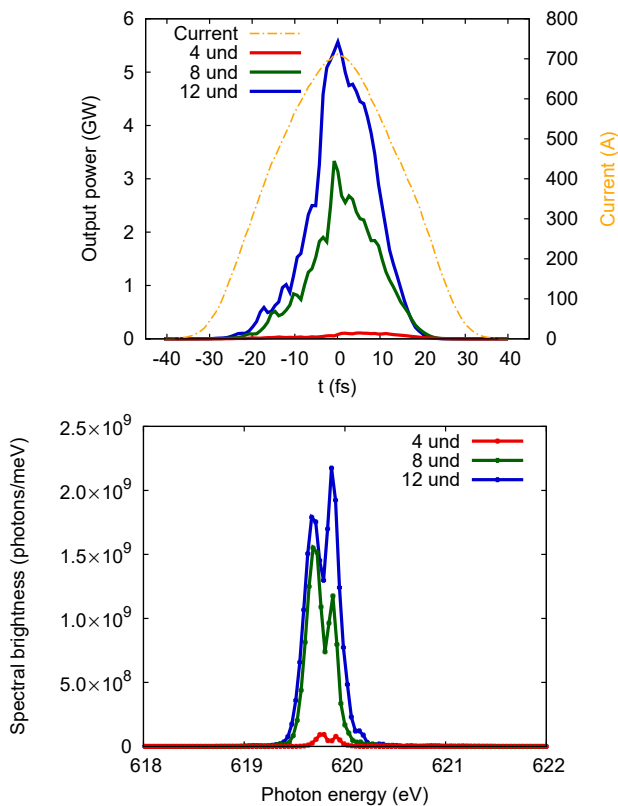 Output power (GW)
6
5
4
3
2
1
0
Current
4 und
8 und
12 und
800
700
600
500
400
300
200
100
0
Current (A)
-40 -30 -20 -10 0 10 20 30 40
t (fs)
Spectral brightness (photons/meV)
2.5×10⁹
2.0×10⁹
1.5×10⁹
1.0×10⁹
5.0×10⁸
0
4 und
8 und
12 und
618 619 620 621 622
Photon energy (eV)